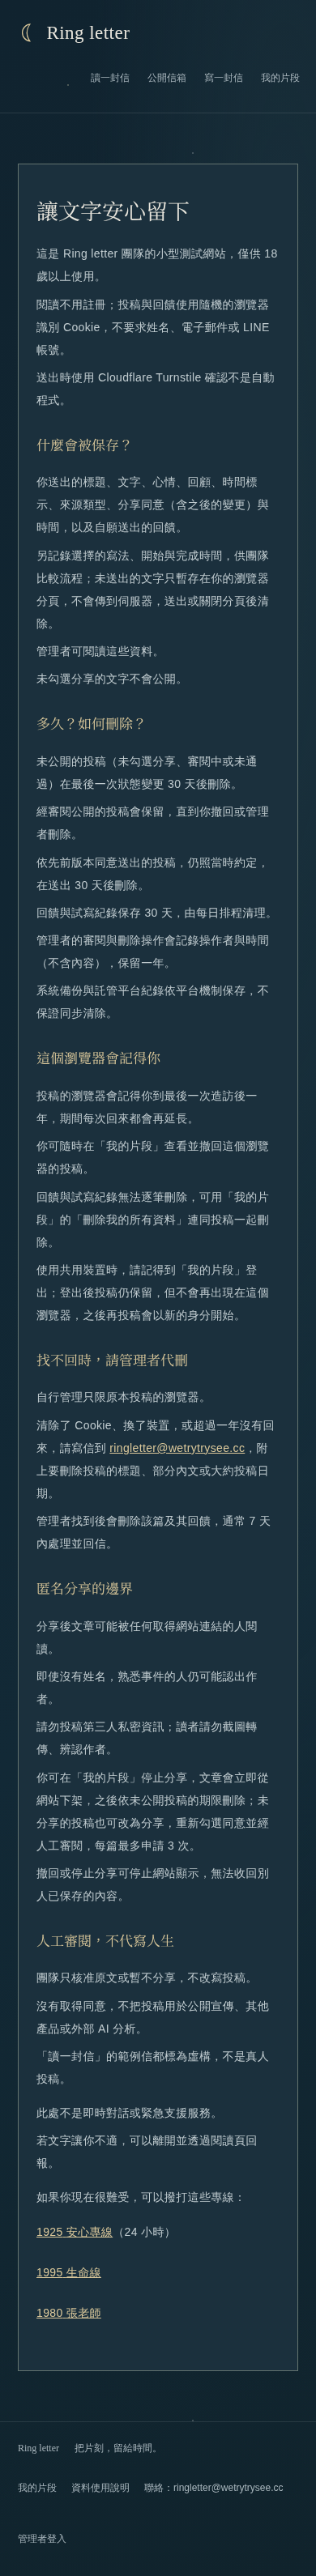 Ring letter
讀一封信 公開信箱 寫一封信 我的片段
讓文字安心留下
這是 Ring letter 團隊的小型測試網站，僅供 18
歲以上使用。
閱讀不用註冊；投稿與回饋使用隨機的瀏覽器
識別 Cookie，不要求姓名、電子郵件或 LINE
帳號。
送出時使用 Cloudflare Turnstile 確認不是自動
程式。
什麼會被保存？
你送出的標題、文字、心情、回顧、時間標
示、來源類型、分享同意（含之後的變更）與
時間，以及自願送出的回饋。
另記錄選擇的寫法、開始與完成時間，供團隊
比較流程；未送出的文字只暫存在你的瀏覽器
分頁，不會傳到伺服器，送出或關閉分頁後清
除。
管理者可閱讀這些資料。
未勾選分享的文字不會公開。
多久？如何刪除？
未公開的投稿（未勾選分享、審閱中或未通
過）在最後一次狀態變更 30 天後刪除。
經審閱公開的投稿會保留，直到你撤回或管理
者刪除。
依先前版本同意送出的投稿，仍照當時約定，
在送出 30 天後刪除。
回饋與試寫紀錄保存 30 天，由每日排程清理。
管理者的審閱與刪除操作會記錄操作者與時間
（不含內容），保留一年。
系統備份與託管平台紀錄依平台機制保存，不
保證同步清除。
這個瀏覽器會記得你
投稿的瀏覽器會記得你到最後一次造訪後一
年，期間每次回來都會再延長。
你可隨時在「我的片段」查看並撤回這個瀏覽
器的投稿。
回饋與試寫紀錄無法逐筆刪除，可用「我的片
段」的「刪除我的所有資料」連同投稿一起刪
除。
使用共用裝置時，請記得到「我的片段」登
出；登出後投稿仍保留，但不會再出現在這個
瀏覽器，之後再投稿會以新的身分開始。
找不回時，請管理者代刪
自行管理只限原本投稿的瀏覽器。
清除了 Cookie、換了裝置，或超過一年沒有回
來，請寫信到 ringletter@wetrytrysee.cc，附
上要刪除投稿的標題、部分內文或大約投稿日
期。
管理者找到後會刪除該篇及其回饋，通常 7 天
內處理並回信。
匿名分享的邊界
分享後文章可能被任何取得網站連結的人閱
讀。
即使沒有姓名，熟悉事件的人仍可能認出作
者。
請勿投稿第三人私密資訊；讀者請勿截圖轉
傳、辨認作者。
你可在「我的片段」停止分享，文章會立即從
網站下架，之後依未公開投稿的期限刪除；未
分享的投稿也可改為分享，重新勾選同意並經
人工審閱，每篇最多申請 3 次。
撤回或停止分享可停止網站顯示，無法收回別
人已保存的內容。
人工審閱，不代寫人生
團隊只核准原文或暫不分享，不改寫投稿。
沒有取得同意，不把投稿用於公開宣傳、其他
產品或外部 AI 分析。
「讀一封信」的範例信都標為虛構，不是真人
投稿。
此處不是即時對話或緊急支援服務。
若文字讓你不適，可以離開並透過閱讀頁回
報。
如果你現在很難受，可以撥打這些專線：
1925 安心專線（24 小時）
1995 生命線
1980 張老師
Ring letter 把片刻，留給時間。
我的片段 資料使用說明 聯絡：ringletter@wetrytrysee.cc
管理者登入